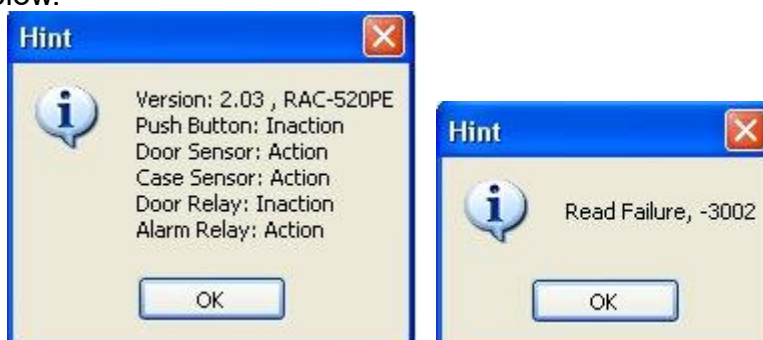 Hint
Version: 2.03 , RAC-520PE
Push Button: Inaction
Door Sensor: Action
Case Sensor: Action
Door Relay: Inaction
Alarm Relay: Action
OK
Hint
Read Failure, -3002
OK